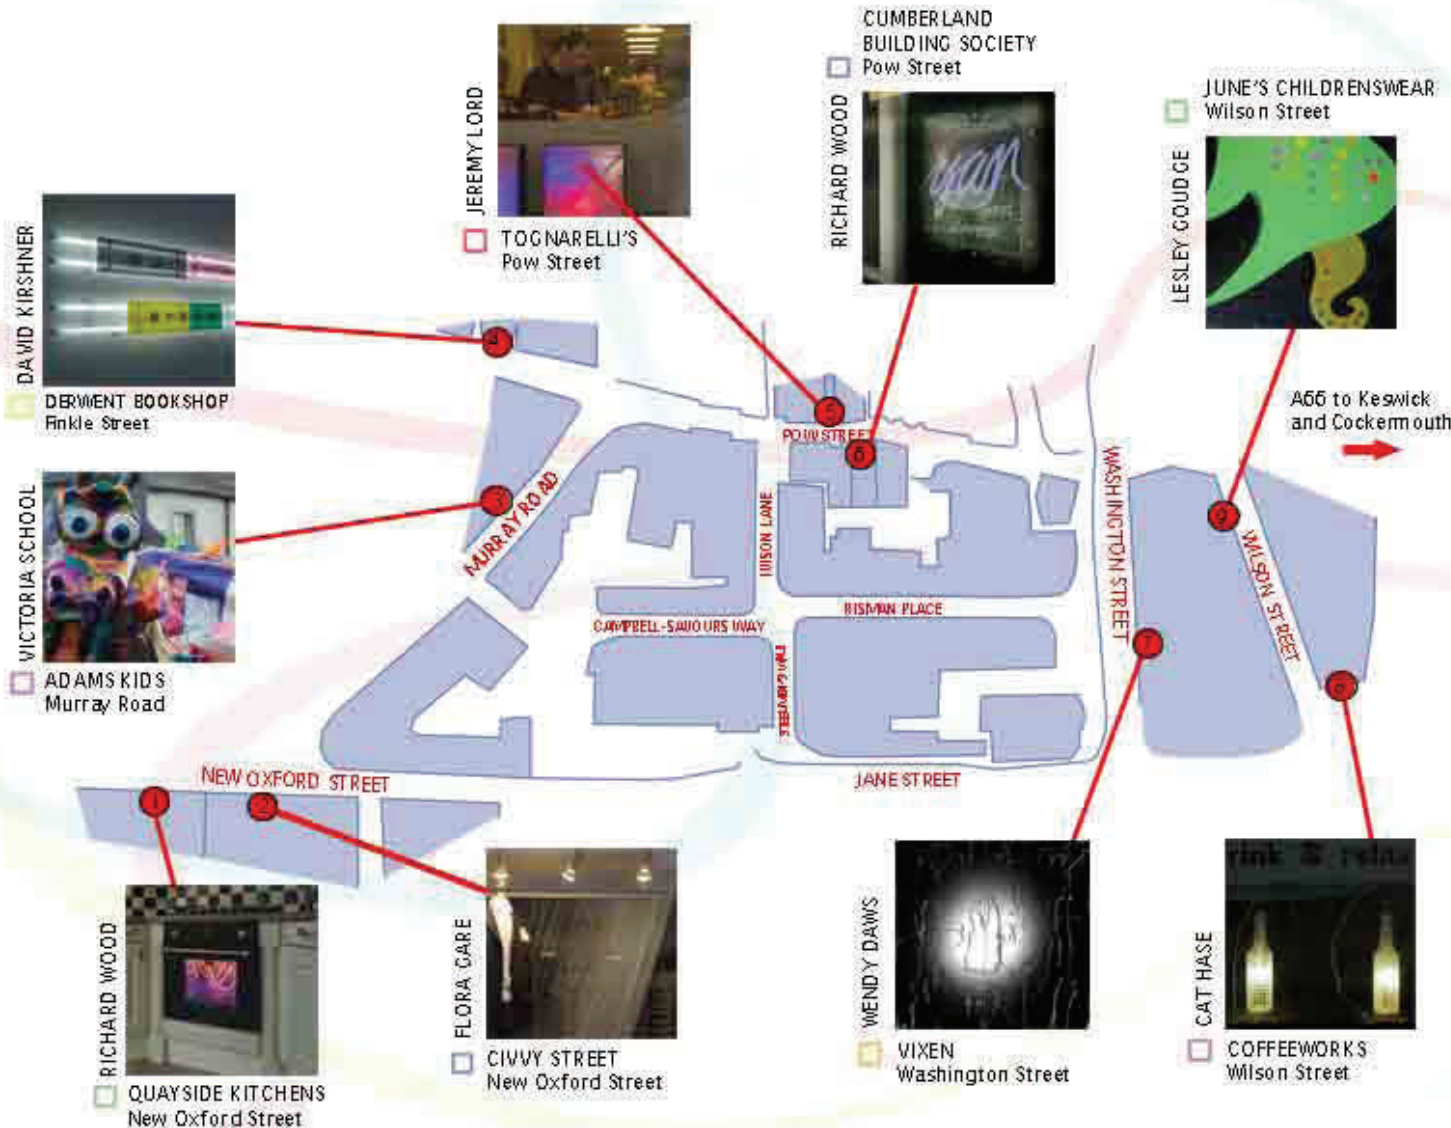 CUMBERLAND
BUILDING SOCIETY
Pow Street
RICHARD WOOD
JEREMY LORD
TOGNARELLI'S
Pow Street
JUNE'S CHILDRENSWEAR
Wilson Street
LESLEY GOUDGE
DAVID KIRSHNER
DERWENT BOOKSHOP
Finkle Street
A66 to Keswick
and Cockermouth
VICTORIA SCHOOL
ADAMS KIDS
Murray Road
4
5
POW STREET
6
3
MURRAY ROAD
IVISON LANE
WASHINGTON STREET
9
WILSON STREET
RISMAN PLACE
CAMPBELL-SAVOURS WAY
7
8
NEW OXFORD STREET
JANE STREET
1
2
RICHARD WOOD
QUAYSIDE KITCHENS
New Oxford Street
FLORA GARE
CIVVY STREET
New Oxford Street
WENDY DAWS
VIXEN
Washington Street
CAT HASE
COFFEEWORKS
Wilson Street